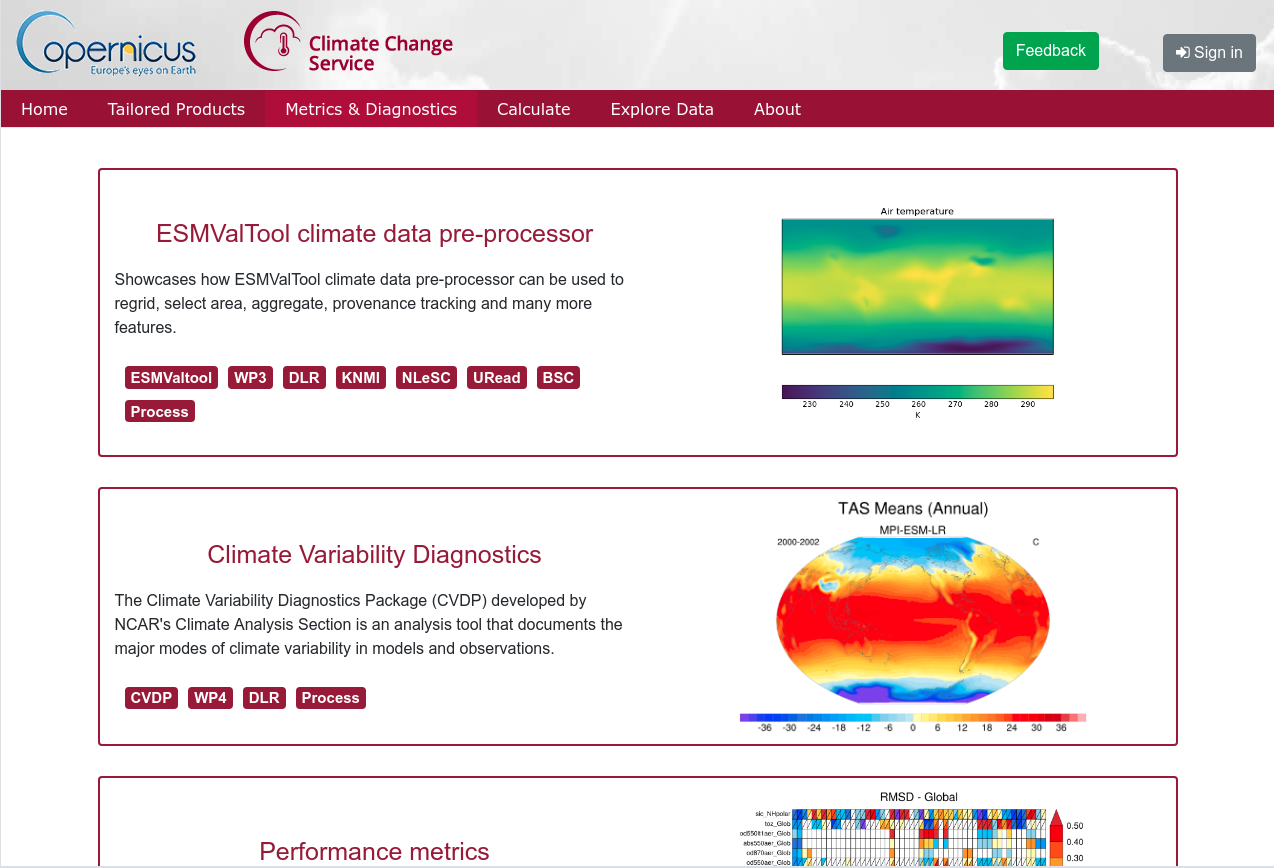 Copernicus
Europe's eyes on Earth
Climate Change
Service
Feedback
Sign in
Home Tailored Products Metrics & Diagnostics Calculate Explore Data About
ESMValTool climate data pre-processor
Showcases how ESMValTool climate data pre-processor can be used to
regrid, select area, aggregate, provenance tracking and many more
features.
ESMValtool WP3 DLR KNMI NLeSC URead BSC
Process
Air temperature
230 240 250 260 270 280 290
K
Climate Variability Diagnostics
The Climate Variability Diagnostics Package (CVDP) developed by
NCAR's Climate Analysis Section is an analysis tool that documents the
major modes of climate variability in models and observations.
CVDP WP4 DLR Process
TAS Means (Annual)
MPI-ESM-LR
2000-2002 C
-36 -30 -24 -18 -12 -6 0 6 12 18 24 30 36
Performance metrics
RMSD - Global
sic_NHpolar
toz_Glob
od550lt1aer_Glob
abs550aer_Glob
od870aer_Glob
od550aer_Glob
0.50
0.40
0.30